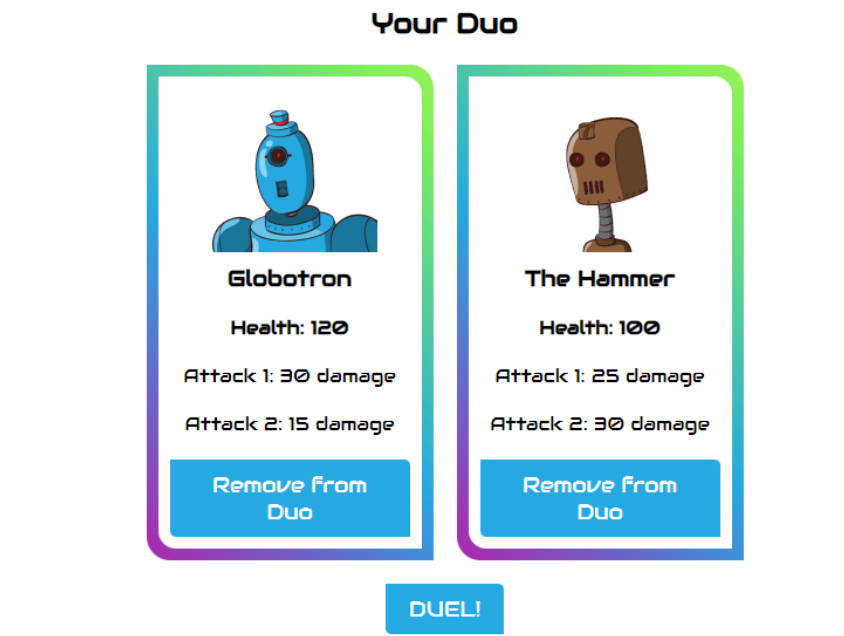 Your Duo
Globotron
Health: 120
Attack 1: 30 damage
Attack 2: 15 damage
Remove from
Duo
The Hammer
Health: 100
Attack 1: 25 damage
Attack 2: 30 damage
Remove from
Duo
DUEL!